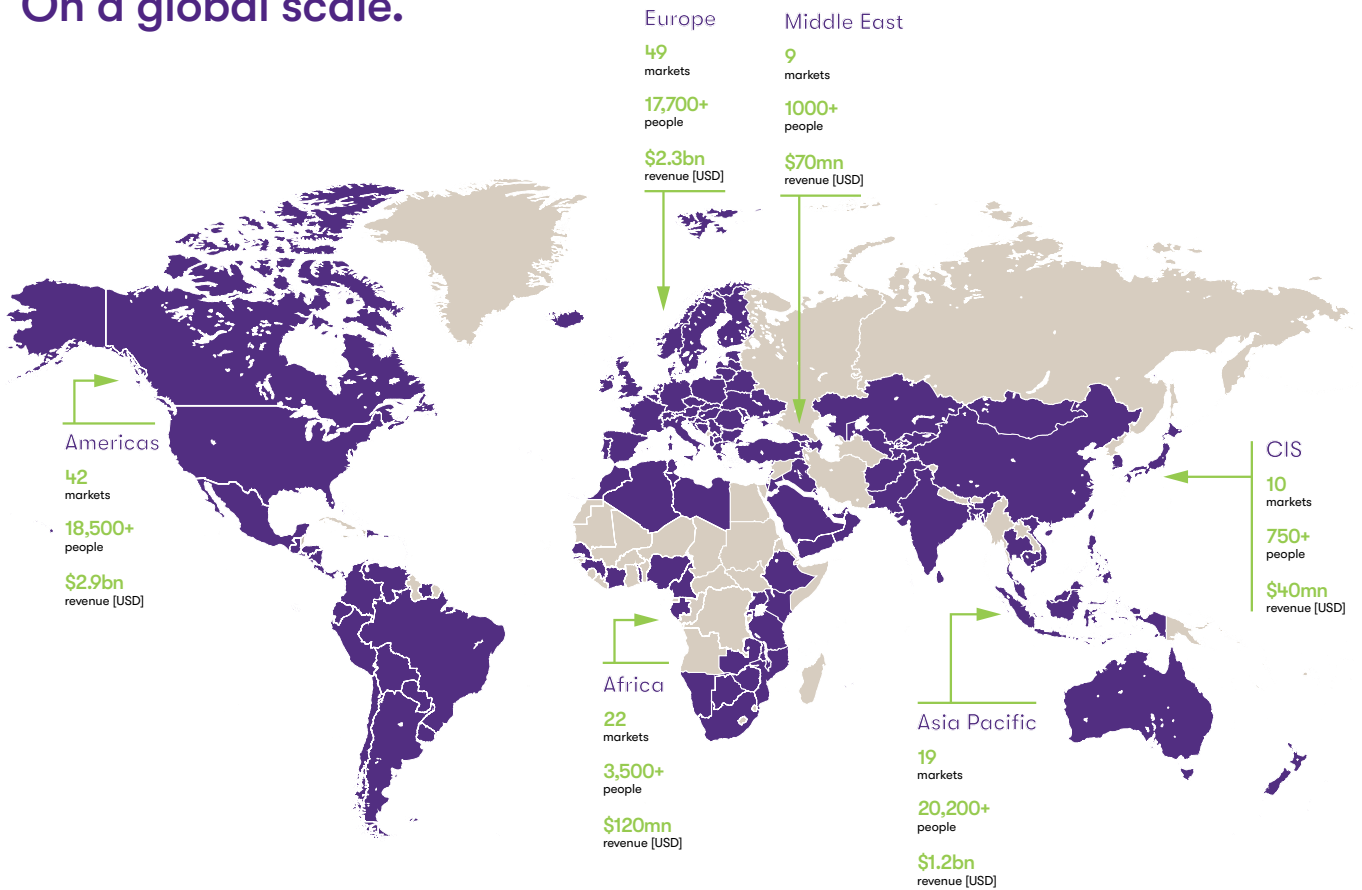 On a global scale.
Europe
49
markets
17,700+
people
$2.3bn
revenue [USD]
Middle East
9
markets
1000+
people
$70mn
revenue [USD]
Americas
42
markets
18,500+
people
$2.9bn
revenue [USD]
CIS
10
markets
750+
people
$40mn
revenue [USD]
Africa
22
markets
3,500+
people
$120mn
revenue [USD]
Asia Pacific
19
markets
20,200+
people
$1.2bn
revenue [USD]